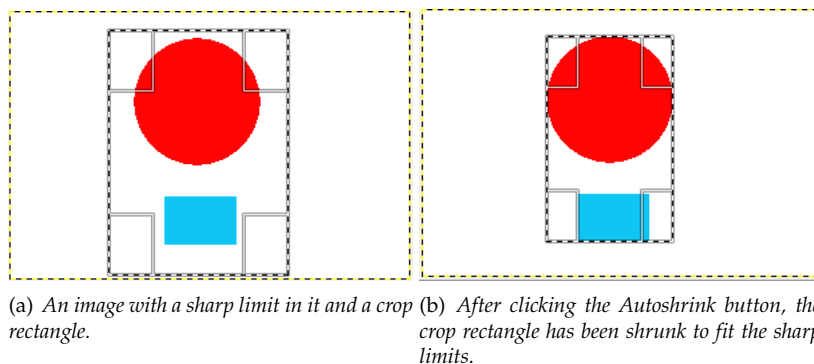 (a) An image with a sharp limit in it and a crop
rectangle.
(b) After clicking the Autoshrink button, the
crop rectangle has been shrunk to fit the sharp
limits.